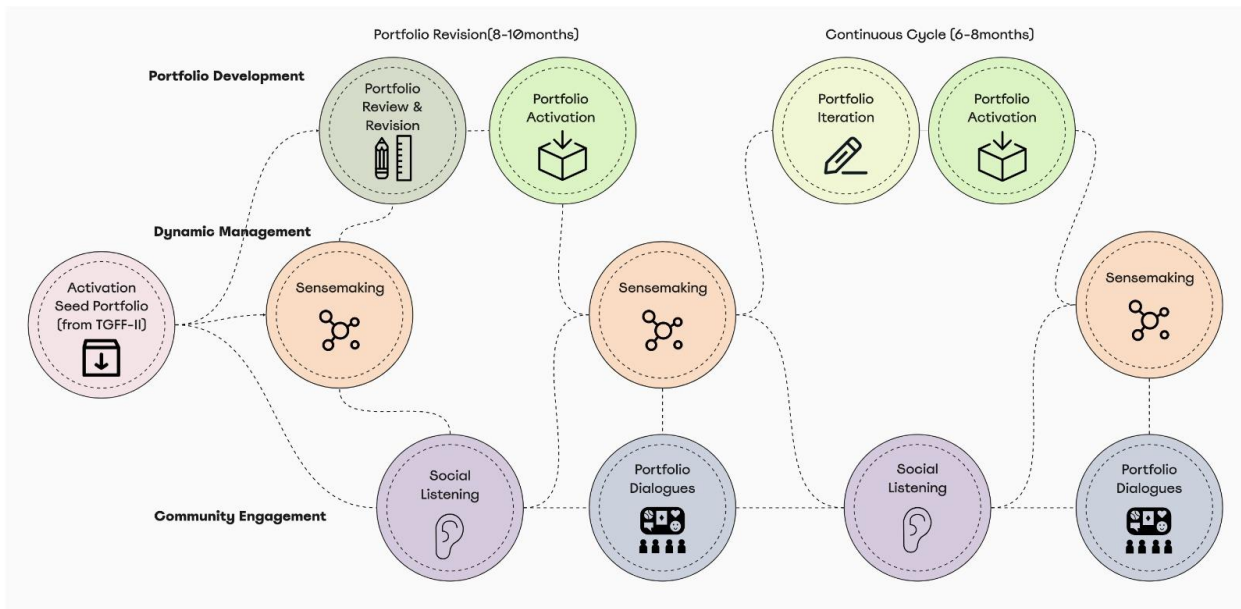 Portfolio Revision(8-10months)
Continuous Cycle (6-8months)
Portfolio Development
Portfolio
Review &
Revision
Portfolio
Activation
Portfolio
Iteration
Portfolio
Activation
Dynamic Management
Activation
Seed Portfolio
(from TGFF-II)
Sensemaking
Sensemaking
Sensemaking
Community Engagement
Social
Listening
Portfolio
Dialogues
Social
Listening
Portfolio
Dialogues